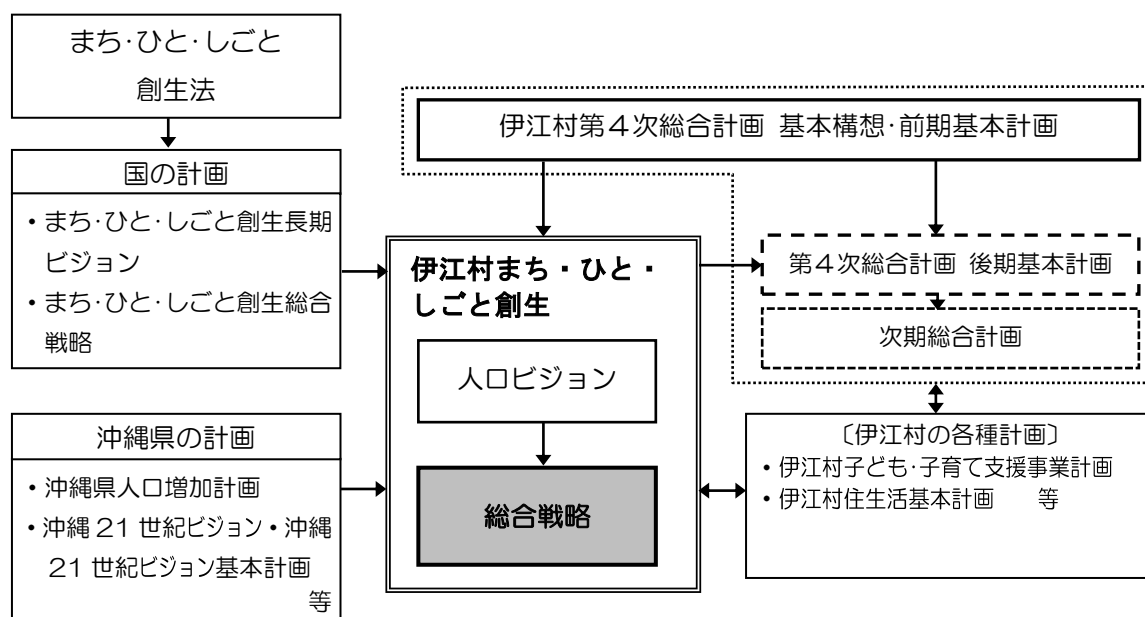 まち・ひと・しごと
創生法
国の計画
・まち・ひと・しごと創生長期
ビジョン
・まち・ひと・しごと創生総合
戦略
沖縄県の計画
・沖縄県人口増加計画
・沖縄 21 世紀ビジョン・沖縄
21 世紀ビジョン基本計画
等
伊江村第4次総合計画 基本構想・前期基本計画
伊江村まち・ひと・
しごと創生
人口ビジョン
総合戦略
第4次総合計画 後期基本計画
次期総合計画
〔伊江村の各種計画〕
・伊江村子ども・子育て支援事業計画
・伊江村住生活基本計画 等